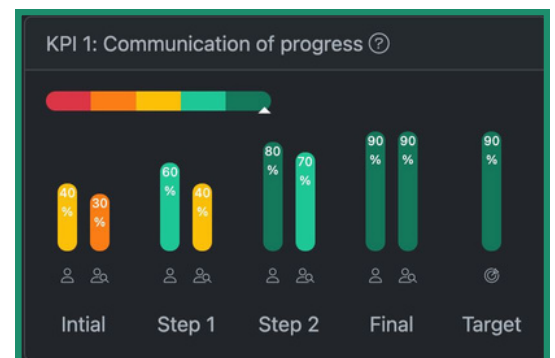 KPI 1: Communication of progress ?
40 % 30 % 60 % 40 % 80 % 70 % 90 % 90 % 90 %
Intial Step 1 Step 2 Final Target